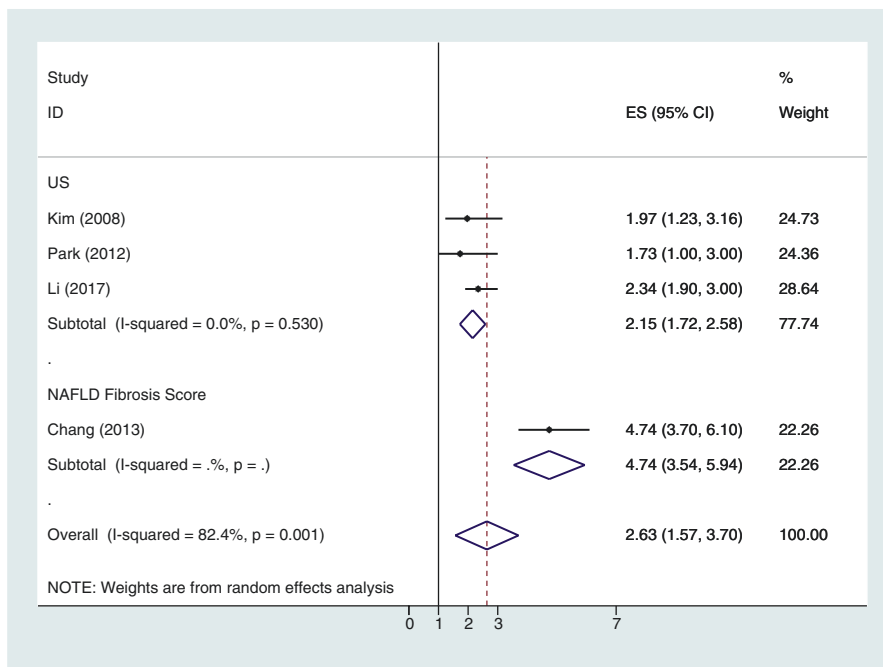 Study %
ID ES (95% CI) Weight
US
Kim (2008) 1.97 (1.23, 3.16) 24.73
Park (2012) 1.73 (1.00, 3.00) 24.36
Li (2017) 2.34 (1.90, 3.00) 28.64
Subtotal (I-squared = 0.0%, p = 0.530) 2.15 (1.72, 2.58) 77.74
.
NAFLD Fibrosis Score
Chang (2013) 4.74 (3.70, 6.10) 22.26
Subtotal (I-squared = .%, p = .) 4.74 (3.54, 5.94) 22.26
.
Overall (I-squared = 82.4%, p = 0.001) 2.63 (1.57, 3.70) 100.00
NOTE: Weights are from random effects analysis
0 1 2 3 7